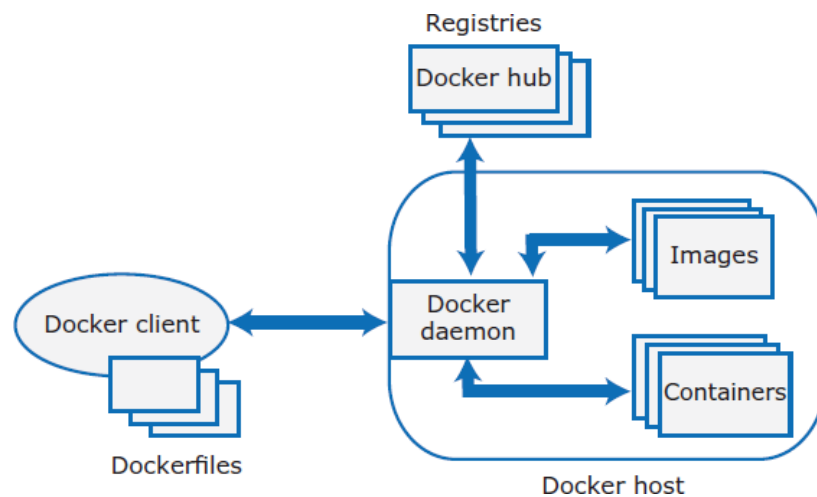 Registries
Docker hub
Images
Docker client
Docker
daemon
Containers
Dockerfiles
Docker host